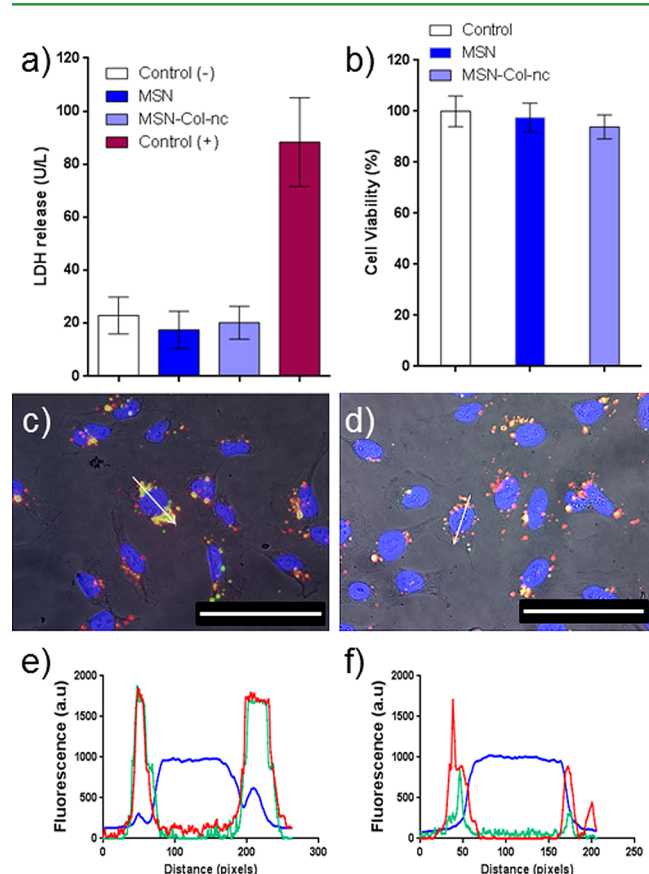 a)
Control (-)
MSN
MSN-Col-nc
Control (+)
LDH release (U/L)
120
100
80
60
40
20
0
b)
Control
MSN
MSN-Col-nc
Cell Viability (%)
120
100
80
60
40
20
0
c)
d)
e)
Fluorescence (a.u)
2000
1500
1000
500
0
0 100 200 300
Distance (pixels)
f)
Fluorescence (a.u)
2000
1500
1000
500
0
0 50 100 150 200 250
Distance (pixels)